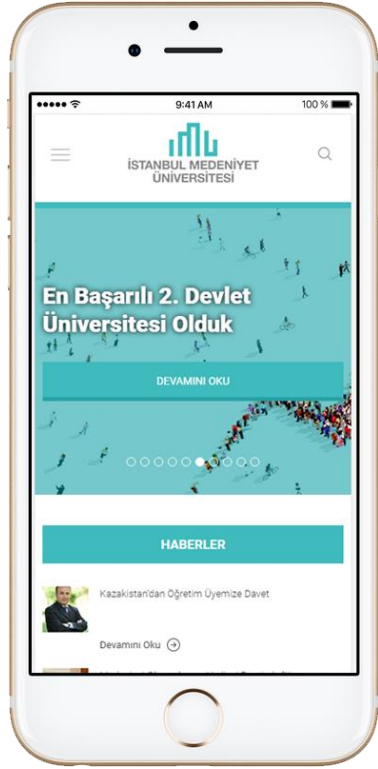 9:41 AM
100 %
İSTANBUL MEDENİYET
ÜNİVERSİTESİ
En Başarılı 2. Devlet
Üniversitesi Olduk
DEVAMINI OKU
HABERLER
Kazakistan'dan Öğretim Üyemize Davet
Devamını Oku